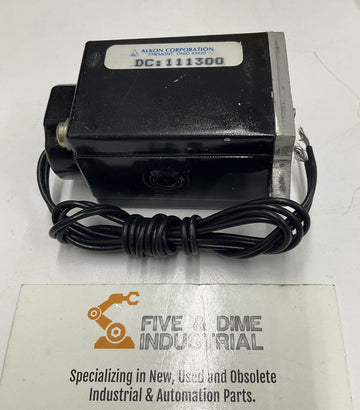 ALKON CORPORATION
FREMONT, OHIO 43420
DC:111300
FIVE & DIME
INDUSTRIAL
Specializing in New, Used and Obsolete
Industrial & Automation Parts.